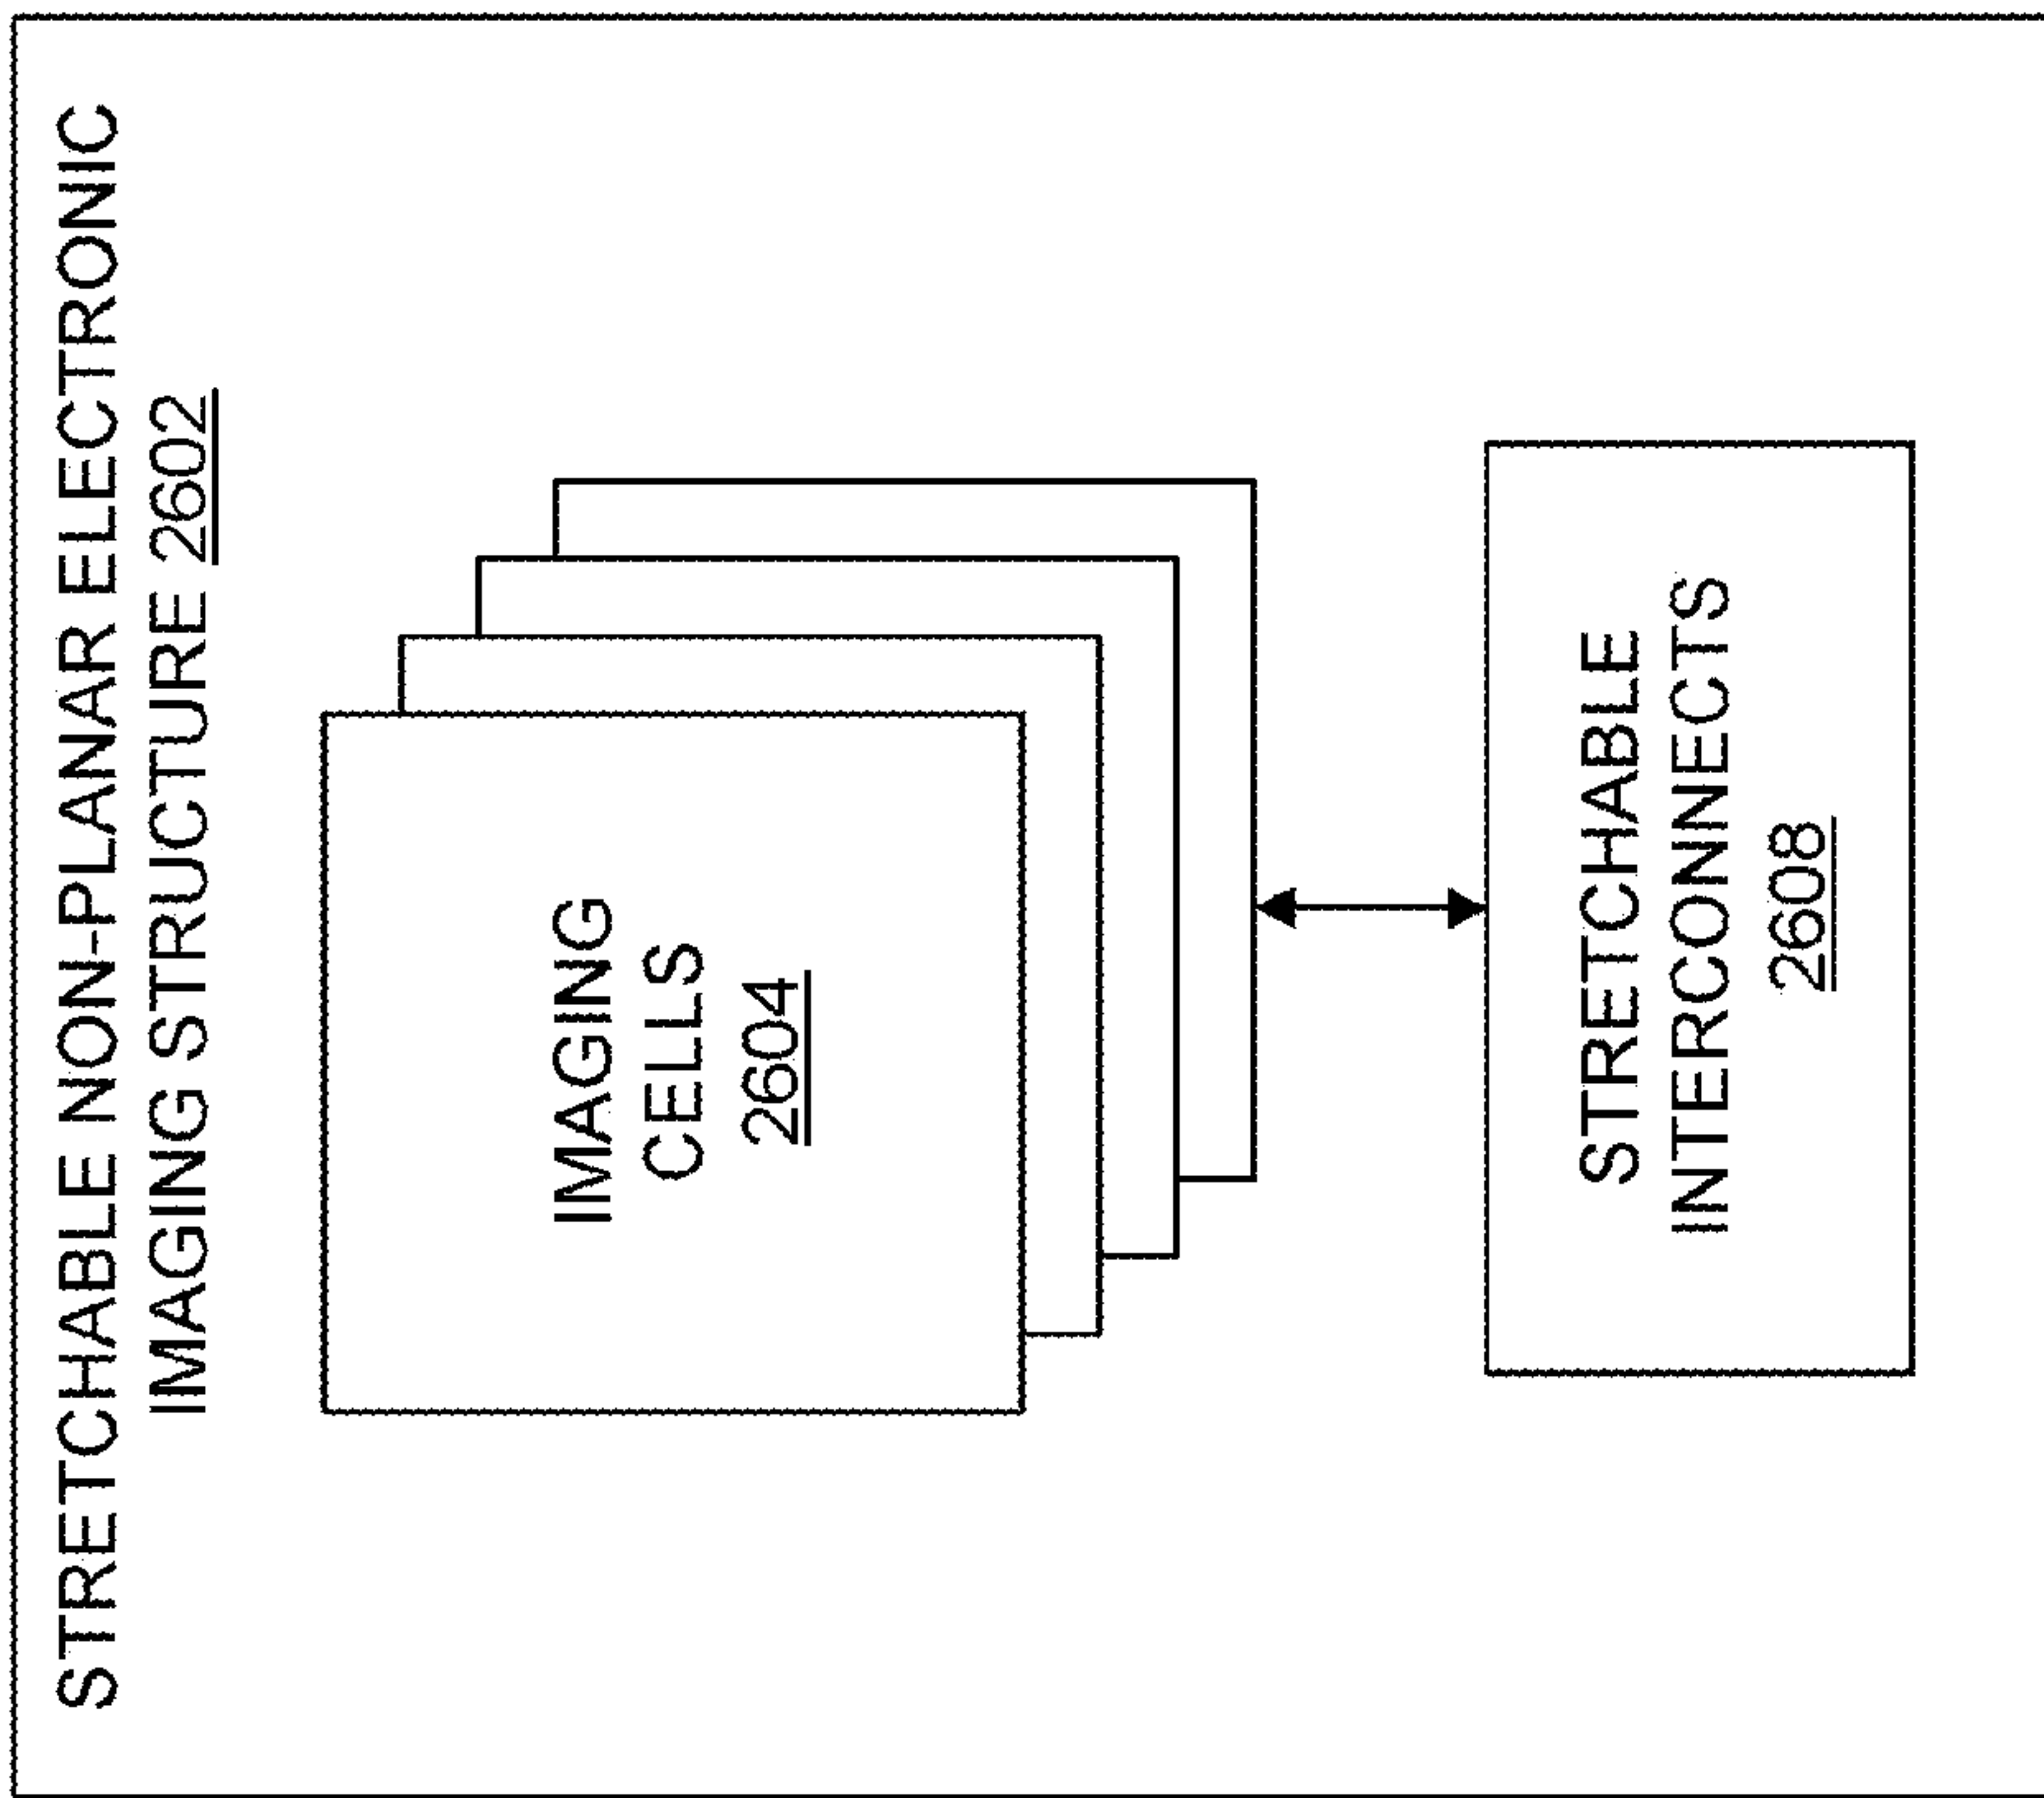 STRETCHABLE NON-PLANAR ELECTRONIC
IMAGING STRUCTURE 2602
IMAGING
CELLS
2604
STRETCHABLE
INTERCONNECTS
2608